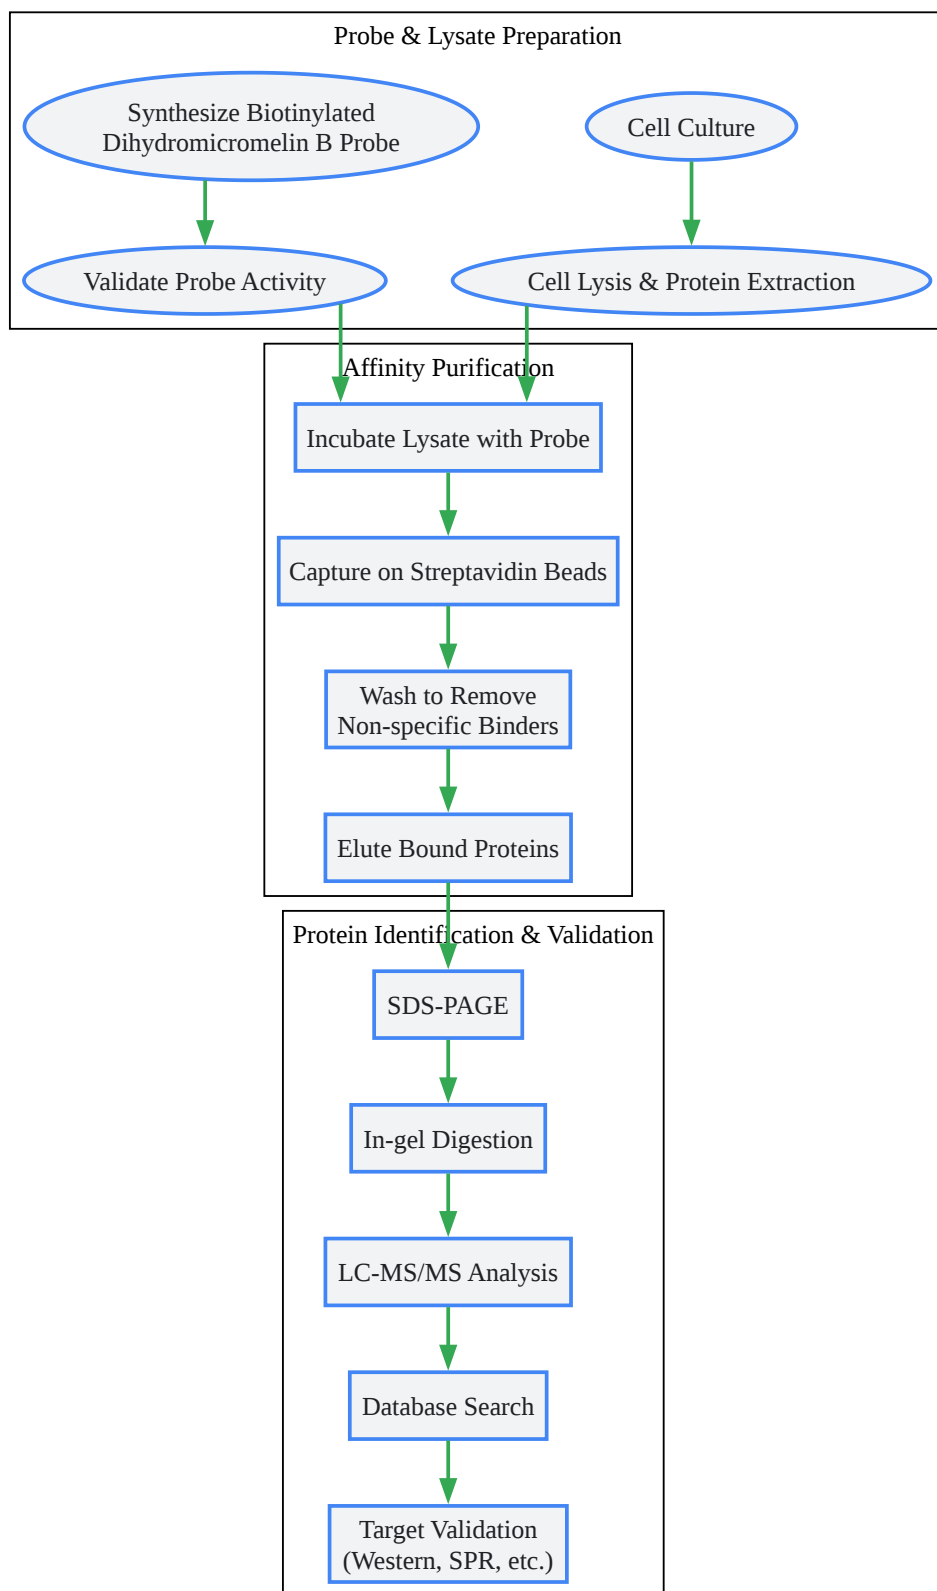 Probe & Lysate Preparation
Synthesize Biotinylated
Dihydromicromelin B Probe
Cell Culture
Validate Probe Activity
Cell Lysis & Protein Extraction
Affinity Purification
Incubate Lysate with Probe
Capture on Streptavidin Beads
Wash to Remove
Non-specific Binders
Elute Bound Proteins
Protein Identification & Validation
SDS-PAGE
In-gel Digestion
LC-MS/MS Analysis
Database Search
Target Validation
(Western, SPR, etc.)